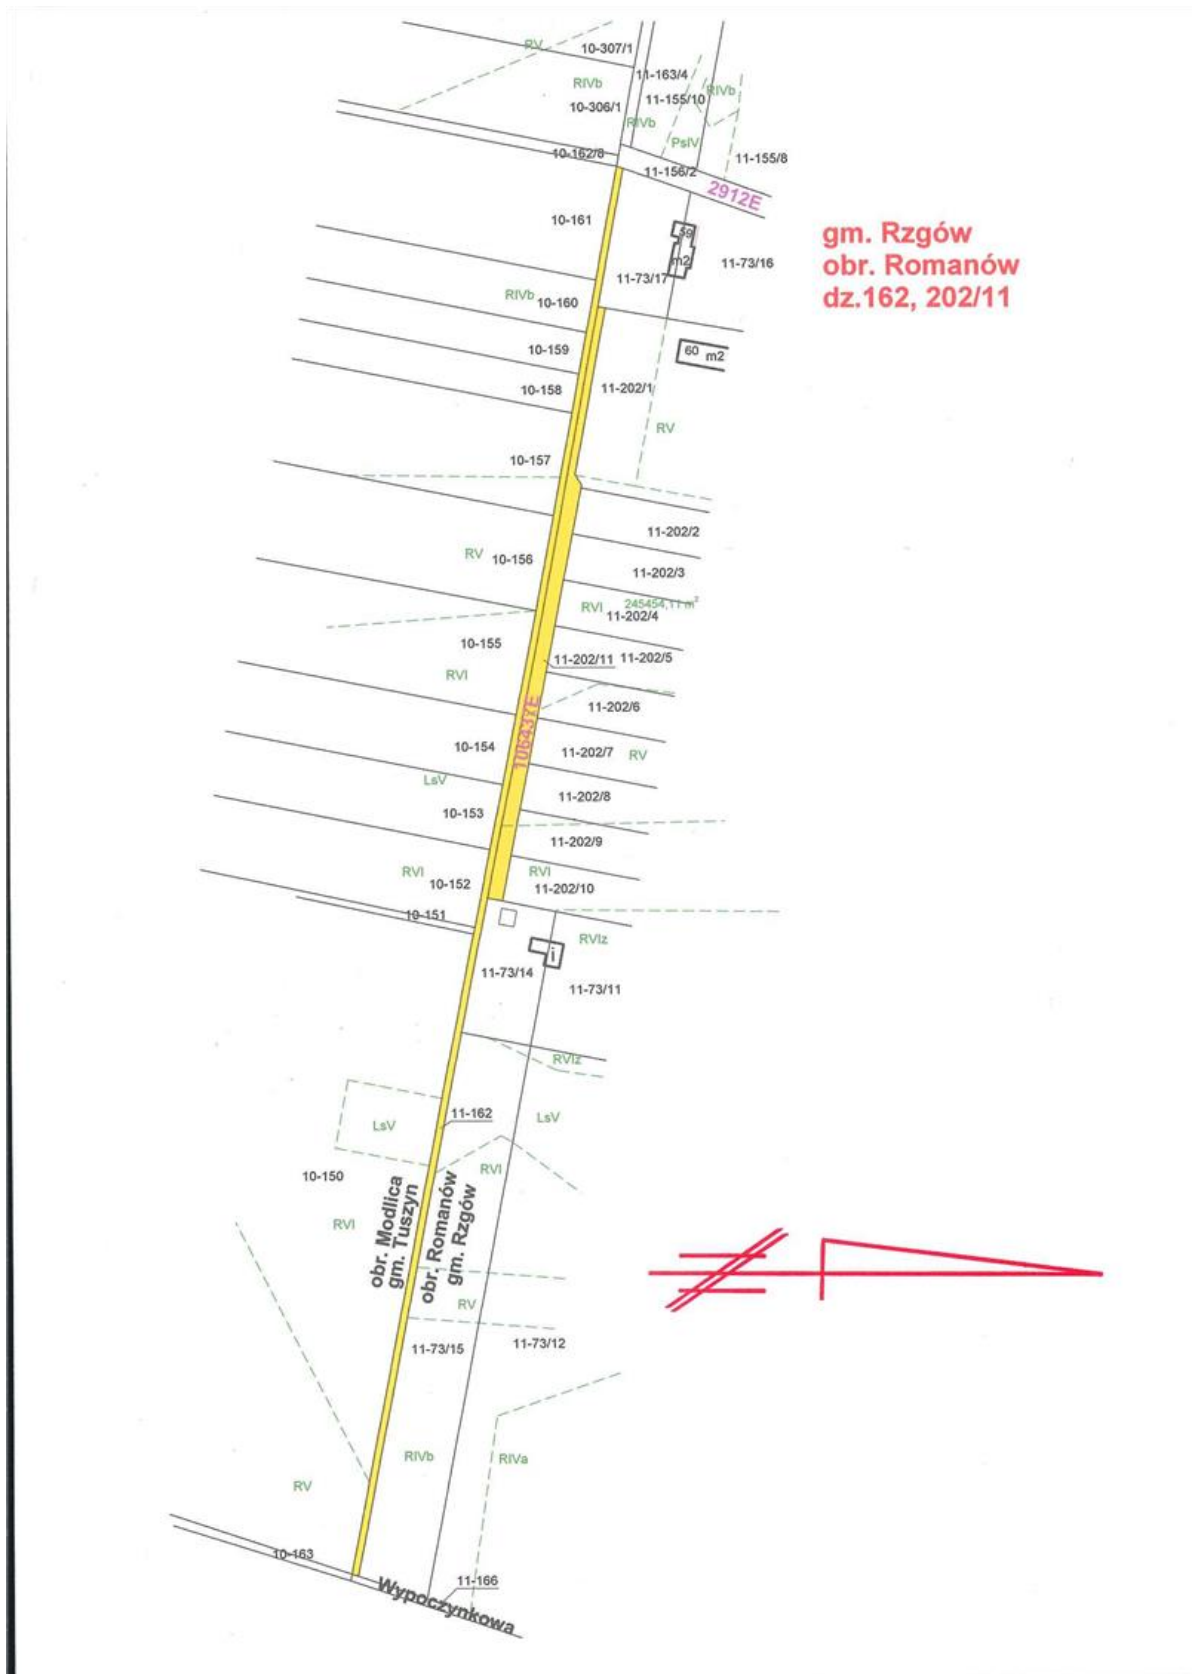 RV
10-307/1
11-163/4
RIVb
RIVb
11-155/10
10-306/1
RIVb
PsIV
10-162/8
11-155/8
11-156/2
2912E
10-161
59
m2
11-73/17
11-73/16
gm. Rzgów
obr. Romanów
dz.162, 202/11
RIVb
10-160
10-159
60 m2
10-158
11-202/1
RV
10-157
11-202/2
RV
10-156
11-202/3
RVI
245454,11 m²
11-202/4
10-155
11-202/11
11-202/5
RVI
11-202/6
106437E
10-154
11-202/7
RV
LsV
11-202/8
10-153
11-202/9
RVI
RVI
10-152
11-202/10
10-151
RVIz
i
11-73/14
11-73/11
RVIz
11-162
LsV
LsV
RVI
10-150
obr. Modlica
gm. Tuszyn
obr. Romanów
gm. Rzgów
RVI
RV
11-73/15
11-73/12
RIVb
RIVa
RV
10-163
11-166
Wypoczynkowa